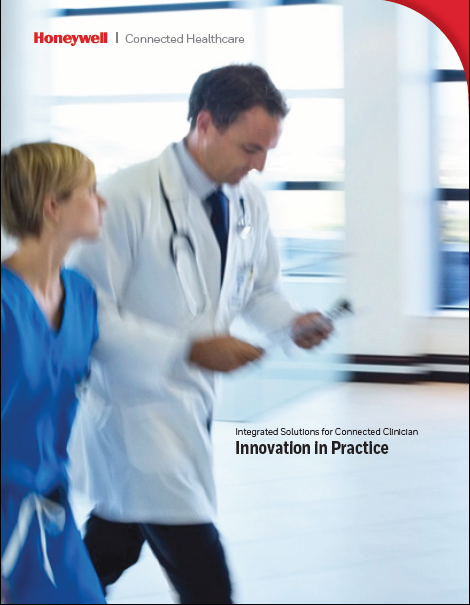 Honeywell | Connected Healthcare
Integrated Solutions for Connected Clinician
Innovation in Practice